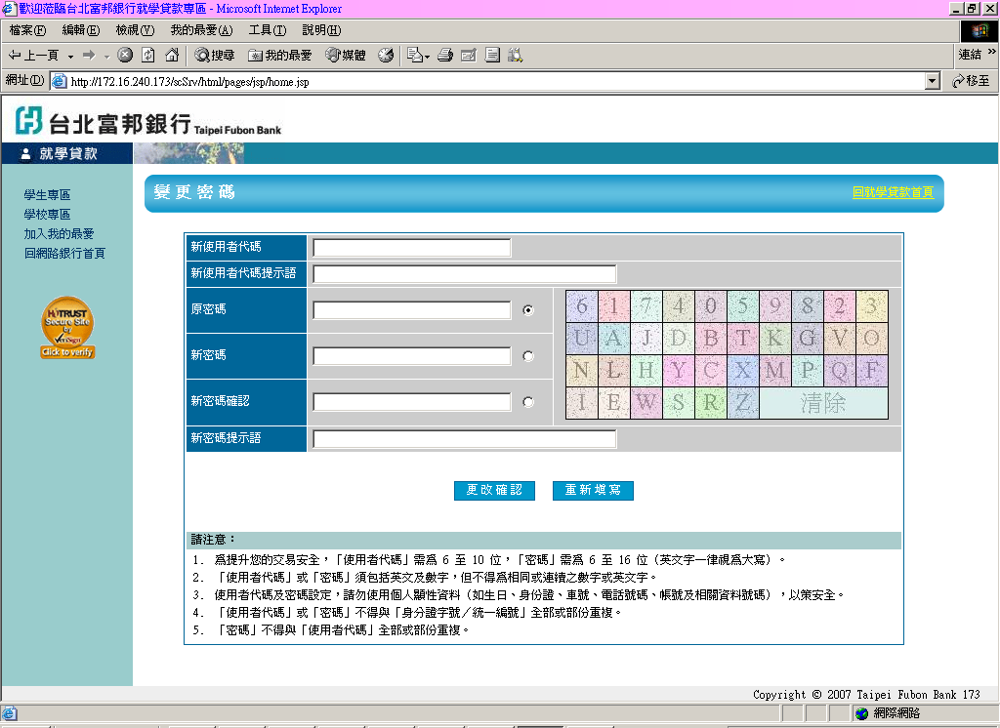 歡迎蒞臨台北富邦銀行就學貸款專區 - Microsoft Internet Explorer
檔案(F) 編輯(E) 檢視(V) 我的最愛(A) 工具(T) 說明(H)
上一頁 搜尋 我的最愛 媒體 連結 »
網址(D) http://172.16.240.173/scSrv/html/pages/jsp/home.jsp 移至
台北富邦銀行 Taipei Fubon Bank
就學貸款
學生專區
學校專區
加入我的最愛
回網路銀行首頁
HiTRUST
Secure Site
by
VeriSign
Click to verify
變更密碼 回就學貸款首頁
新使用者代碼
新使用者代碼提示語
原密碼
新密碼
新密碼確認
新密碼提示語
6 1 7 4 0 5 9 8 2 3
U A J D B T K G V O
N L H Y C X M P Q F
I E W S R Z 清除
更改確認 重新填寫
請注意：
1. 為提升您的交易安全，「使用者代碼」需為 6 至 10 位，「密碼」需為 6 至 16 位（英文字一律視為大寫）。
2. 「使用者代碼」或「密碼」須包括英文及數字，但不得為相同或連續之數字或英文字。
3. 使用者代碼及密碼設定，請勿使用個人顯性資料（如生日、身份證、車號、電話號碼、帳號及相關資料號碼），以策安全。
4. 「使用者代碼」或「密碼」不得與「身分證字號／統一編號」全部或部份重複。
5. 「密碼」不得與「使用者代碼」全部或部份重複。
Copyright © 2007 Taipei Fubon Bank 173
網際網路